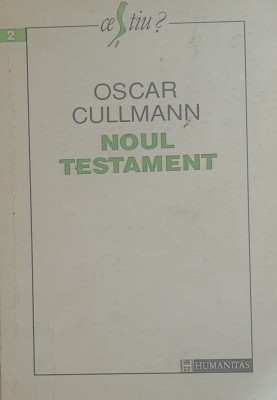 2
ce Știu?
OSCAR
CULLMANN
NOUL
TESTAMENT
HUMANITAS